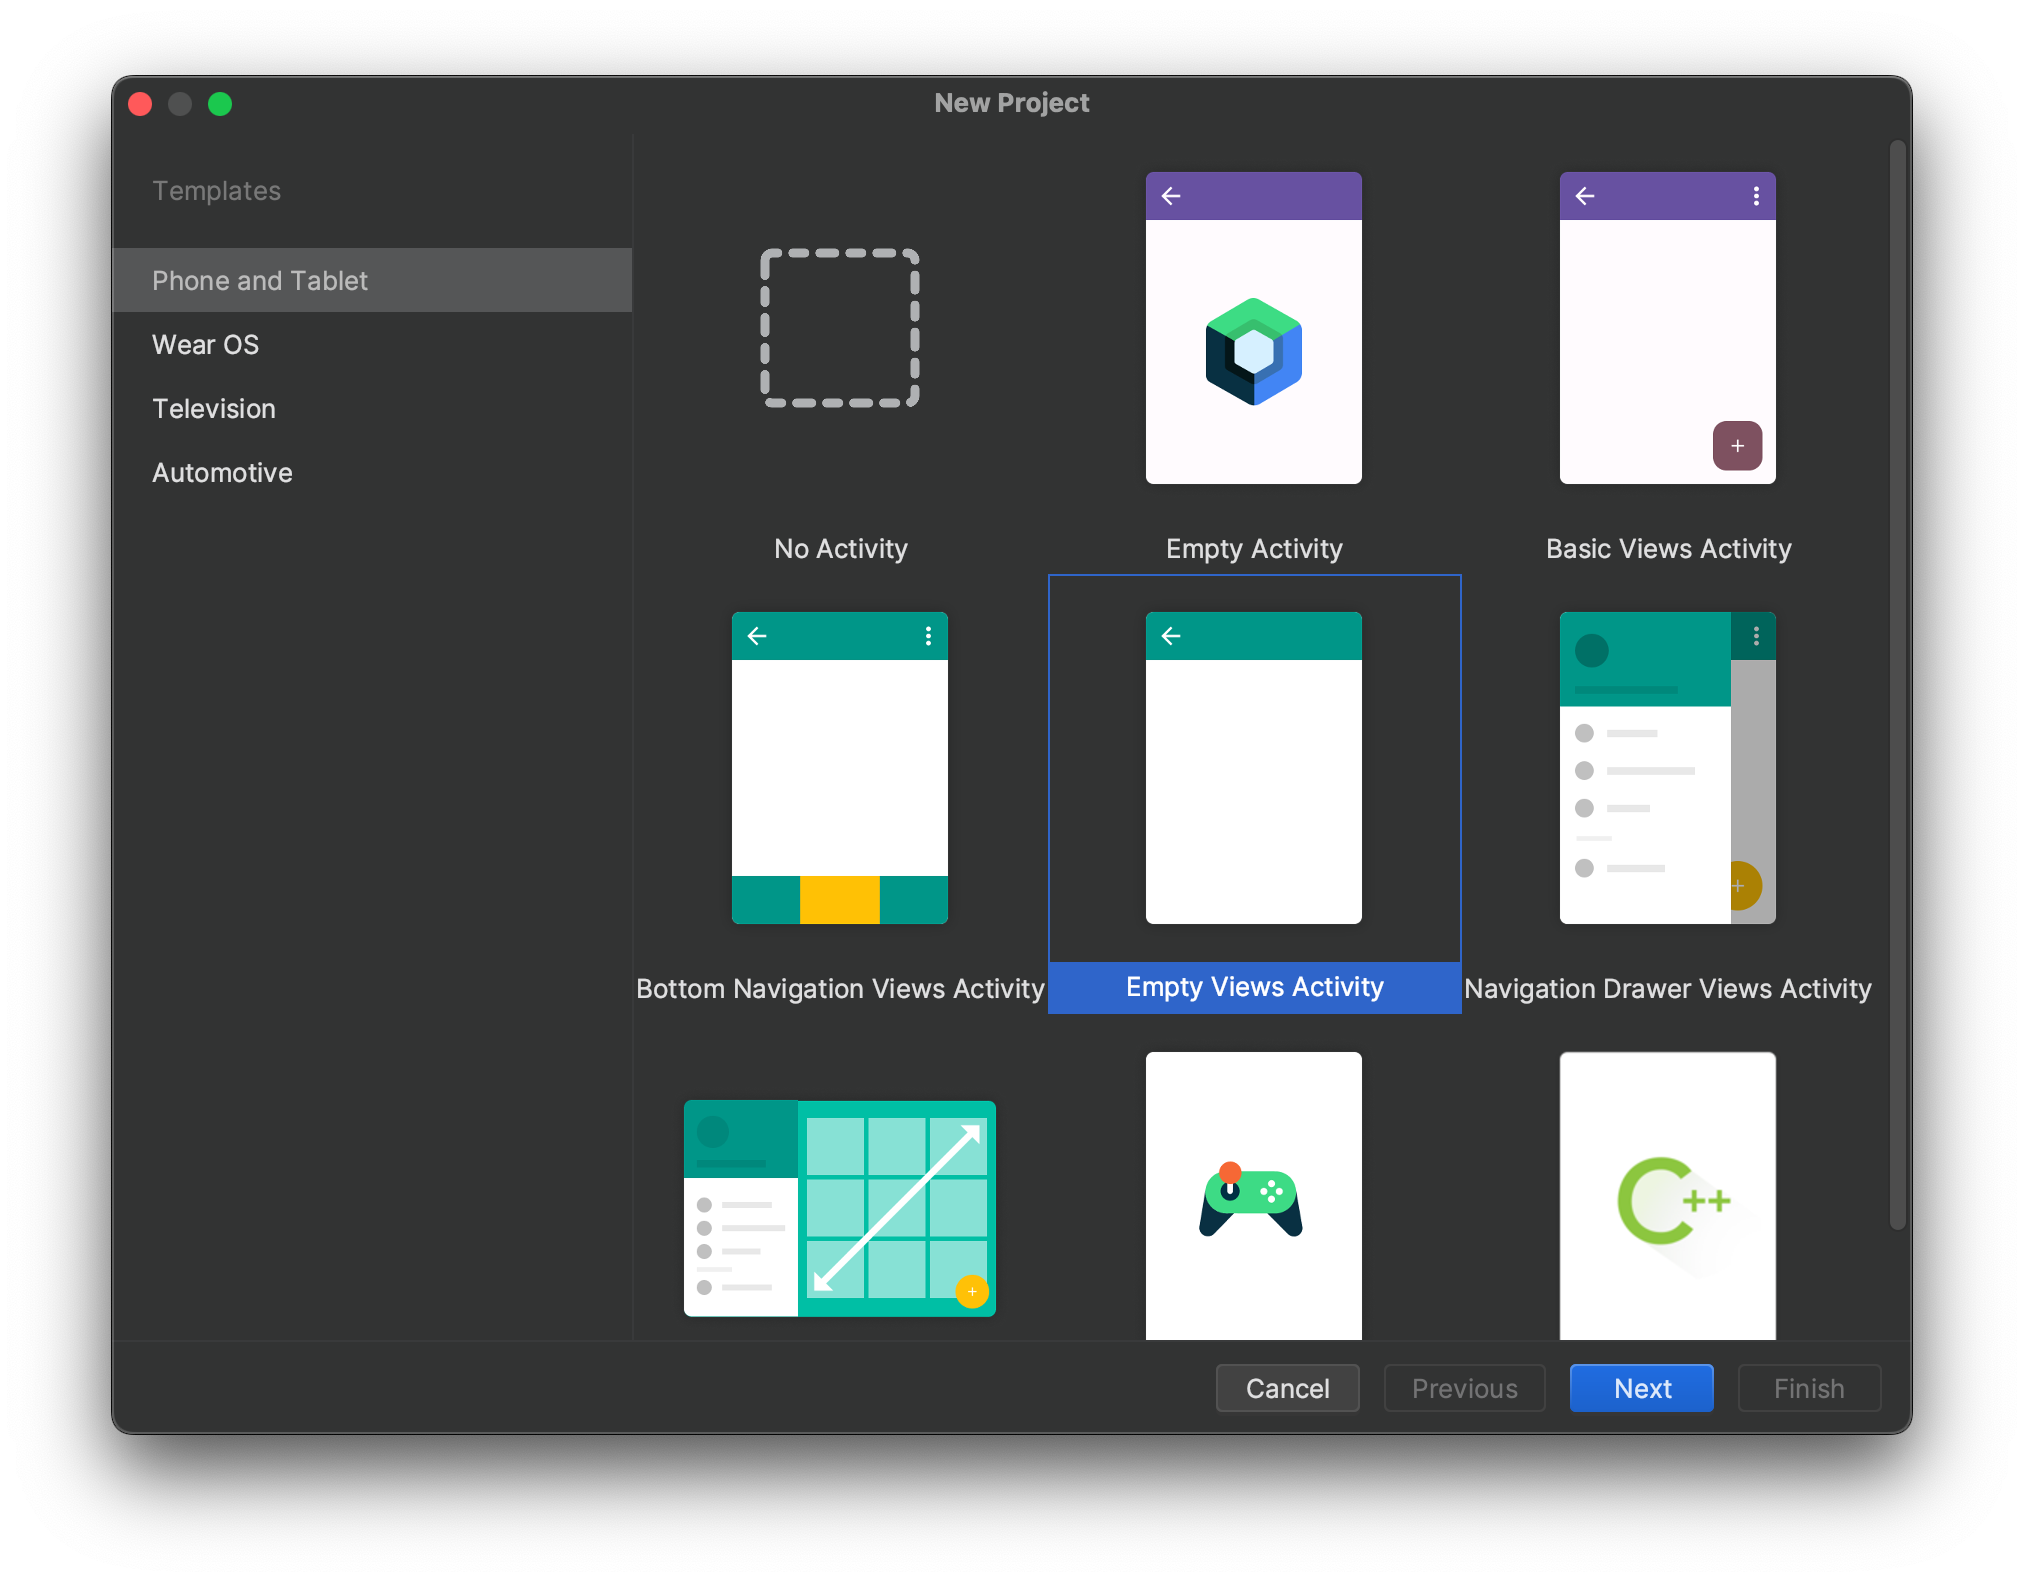 New Project
Templates
Phone and Tablet
Wear OS
Television
Automotive
No Activity
Empty Activity
Basic Views Activity
Bottom Navigation Views Activity
Empty Views Activity
Navigation Drawer Views Activity
C++
Cancel
Previous
Next
Finish